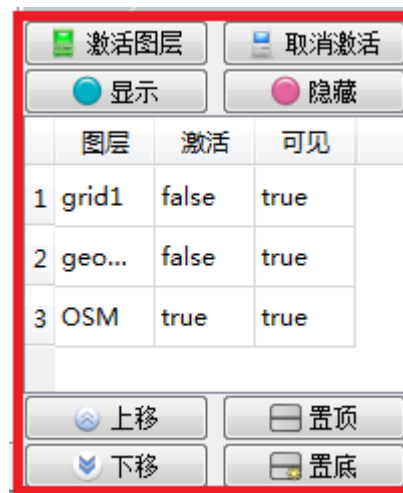 激活图层 取消激活
显示 隐藏
图层 激活 可见
1 grid1 false true
2 geo... false true
3 OSM true true
上移 置顶
下移 置底